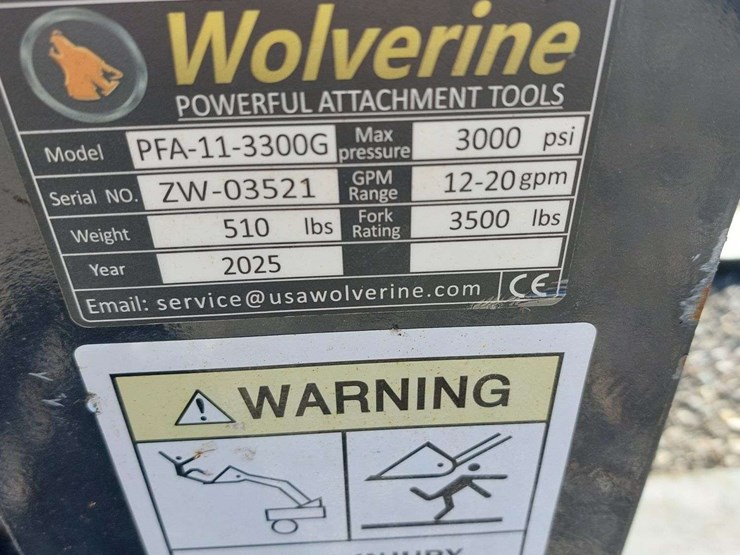 Wolverine
POWERFUL ATTACHMENT TOOLS
Model PFA-11-3300G Max pressure 3000 psi
Serial NO. ZW-03521 GPM Range 12-20 gpm
Weight 510 lbs Fork Rating 3500 lbs
Year 2025
Email: service@usawolverine.com CE
WARNING
INJURY